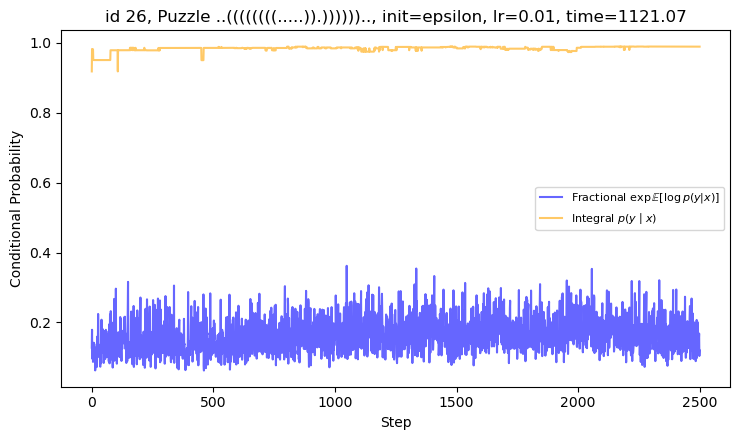 id 26, Puzzle ..((((((((.....)).)))))).., init=epsilon, lr=0.01, time=1121.07
1.0
0.8
0.6
0.4
0.2
Conditional Probability
Fractional exp𝔼[log p(y|x)]
Integral p(y | x)
0
500
1000
1500
2000
2500
Step